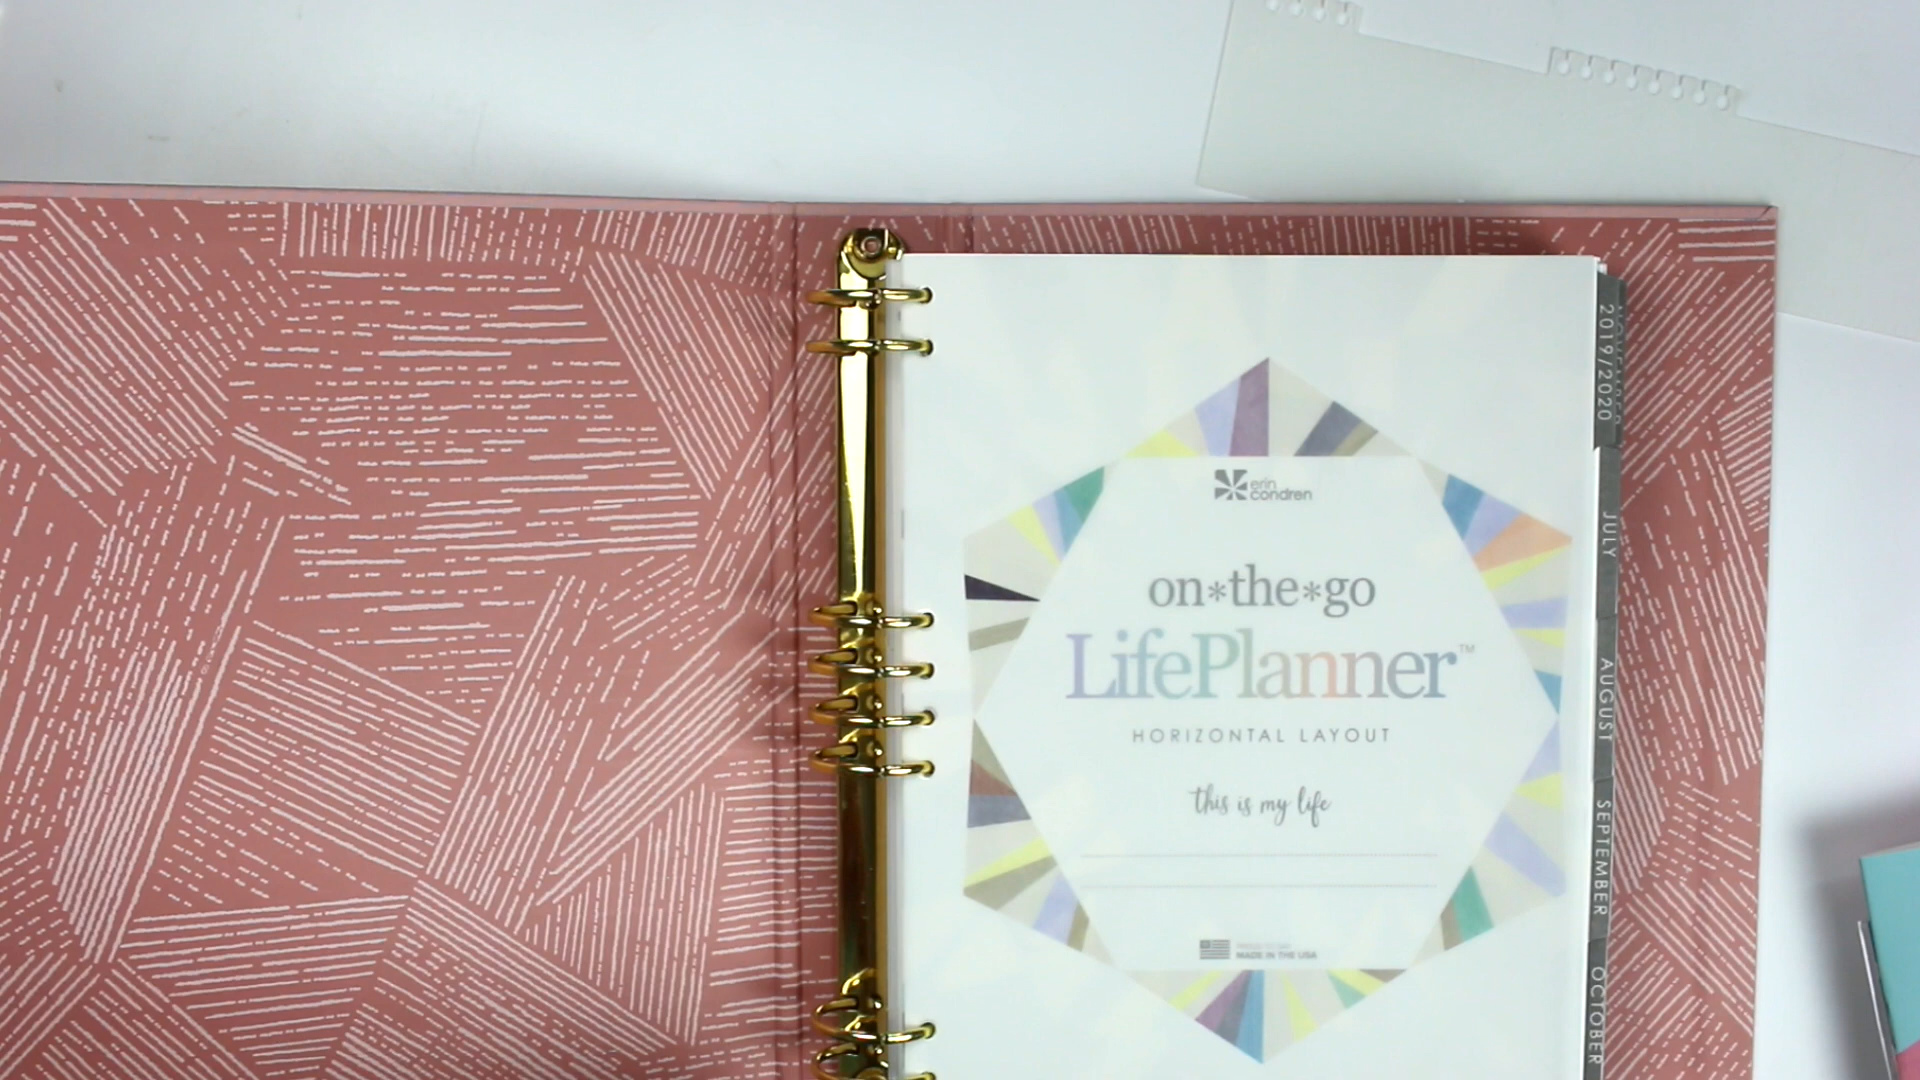 erin
condren
on*the*go
LifePlanner™
HORIZONTAL LAYOUT
this is my life
MADE IN THE USA
2019/2020
NOVEMBER
JULY
AUGUST
SEPTEMBER
OCTOBER